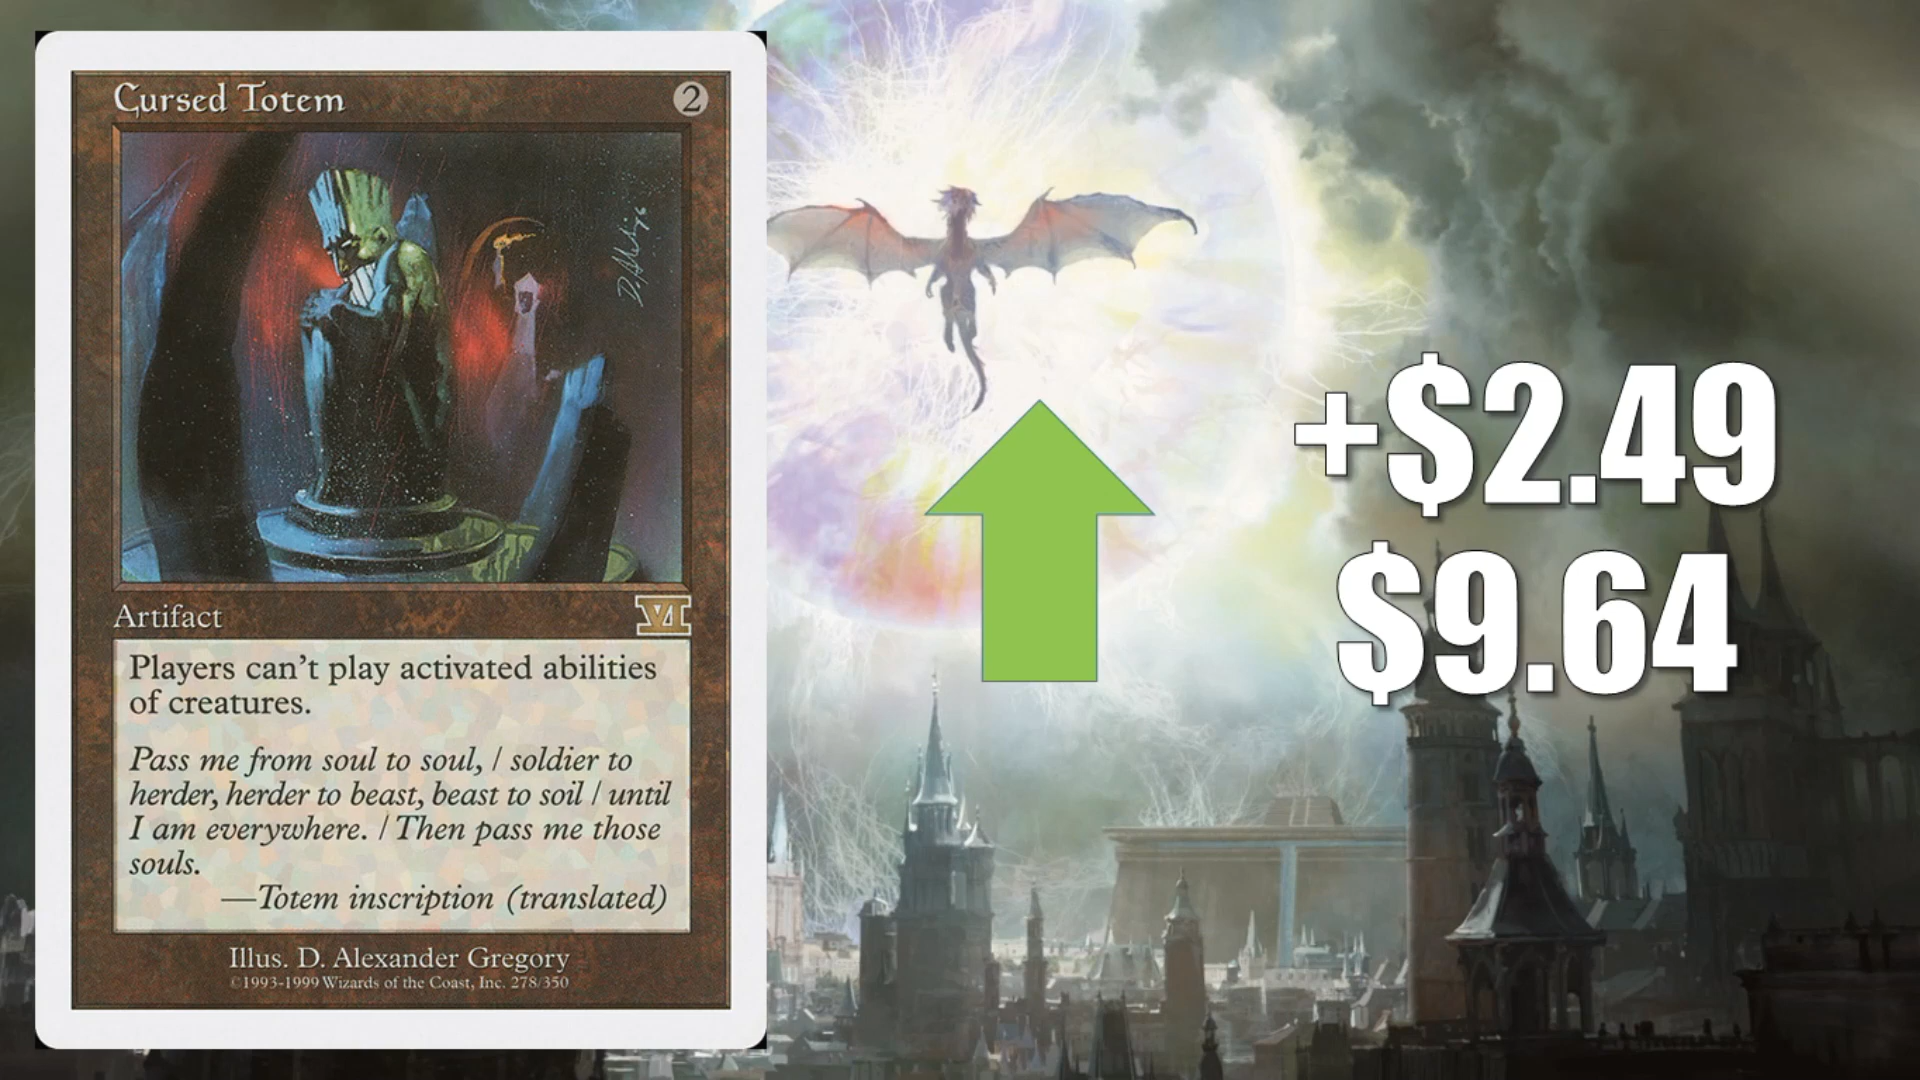 Cursed Totem
2
Artifact
VI
Players can't play activated abilities
of creatures.
Pass me from soul to soul, / soldier to
herder, herder to beast, beast to soil / until
I am everywhere. / Then pass me those
souls.
—Totem inscription (translated)
Illus. D. Alexander Gregory
©1993-1999 Wizards of the Coast, Inc. 278/350
+$2.49
$9.64